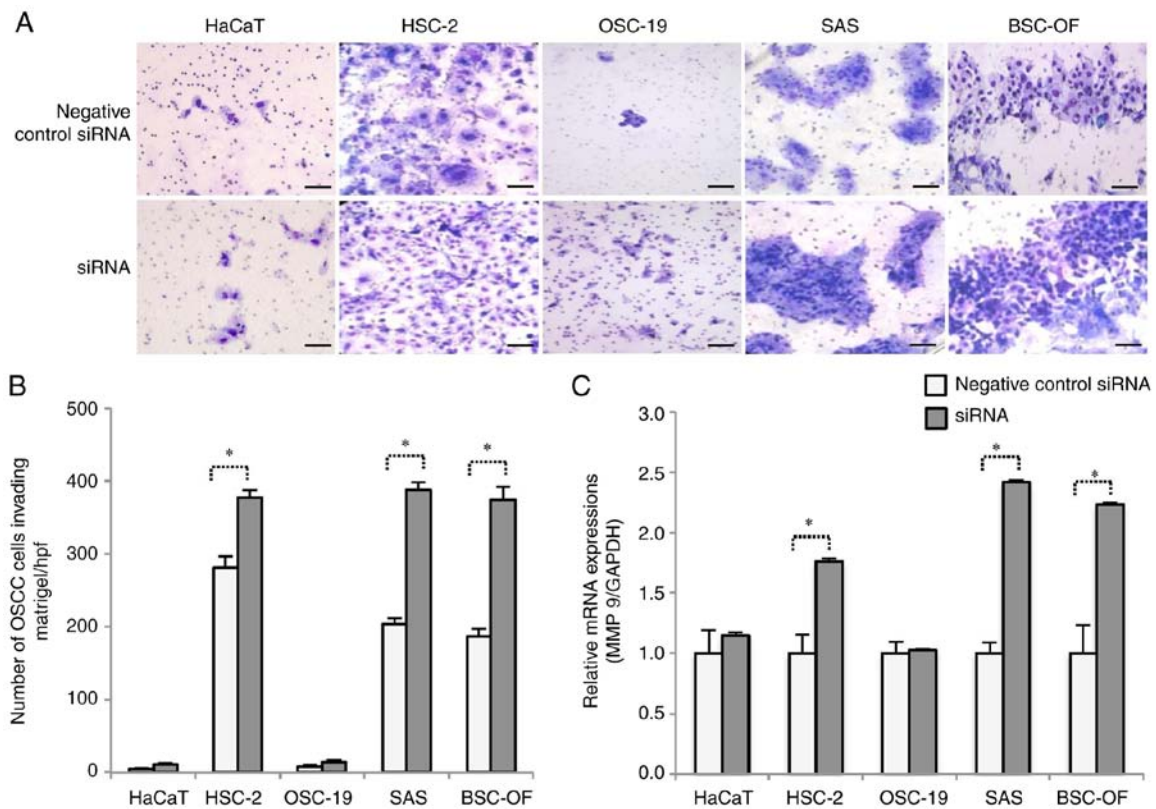 A
HaCaT HSC-2 OSC-19 SAS BSC-OF
Negative
control siRNA
siRNA
B
Number of OSCC cells invading
matrigel/hpf
500
400
300
200
100
0
* * *
HaCaT HSC-2 OSC-19 SAS BSC-OF
C
Negative control siRNA
siRNA
Relative mRNA expressions
(MMP 9/GAPDH)
3.0
2.5
2.0
1.5
1.0
0.5
0.0
* * *
HaCaT HSC-2 OSC-19 SAS BSC-OF